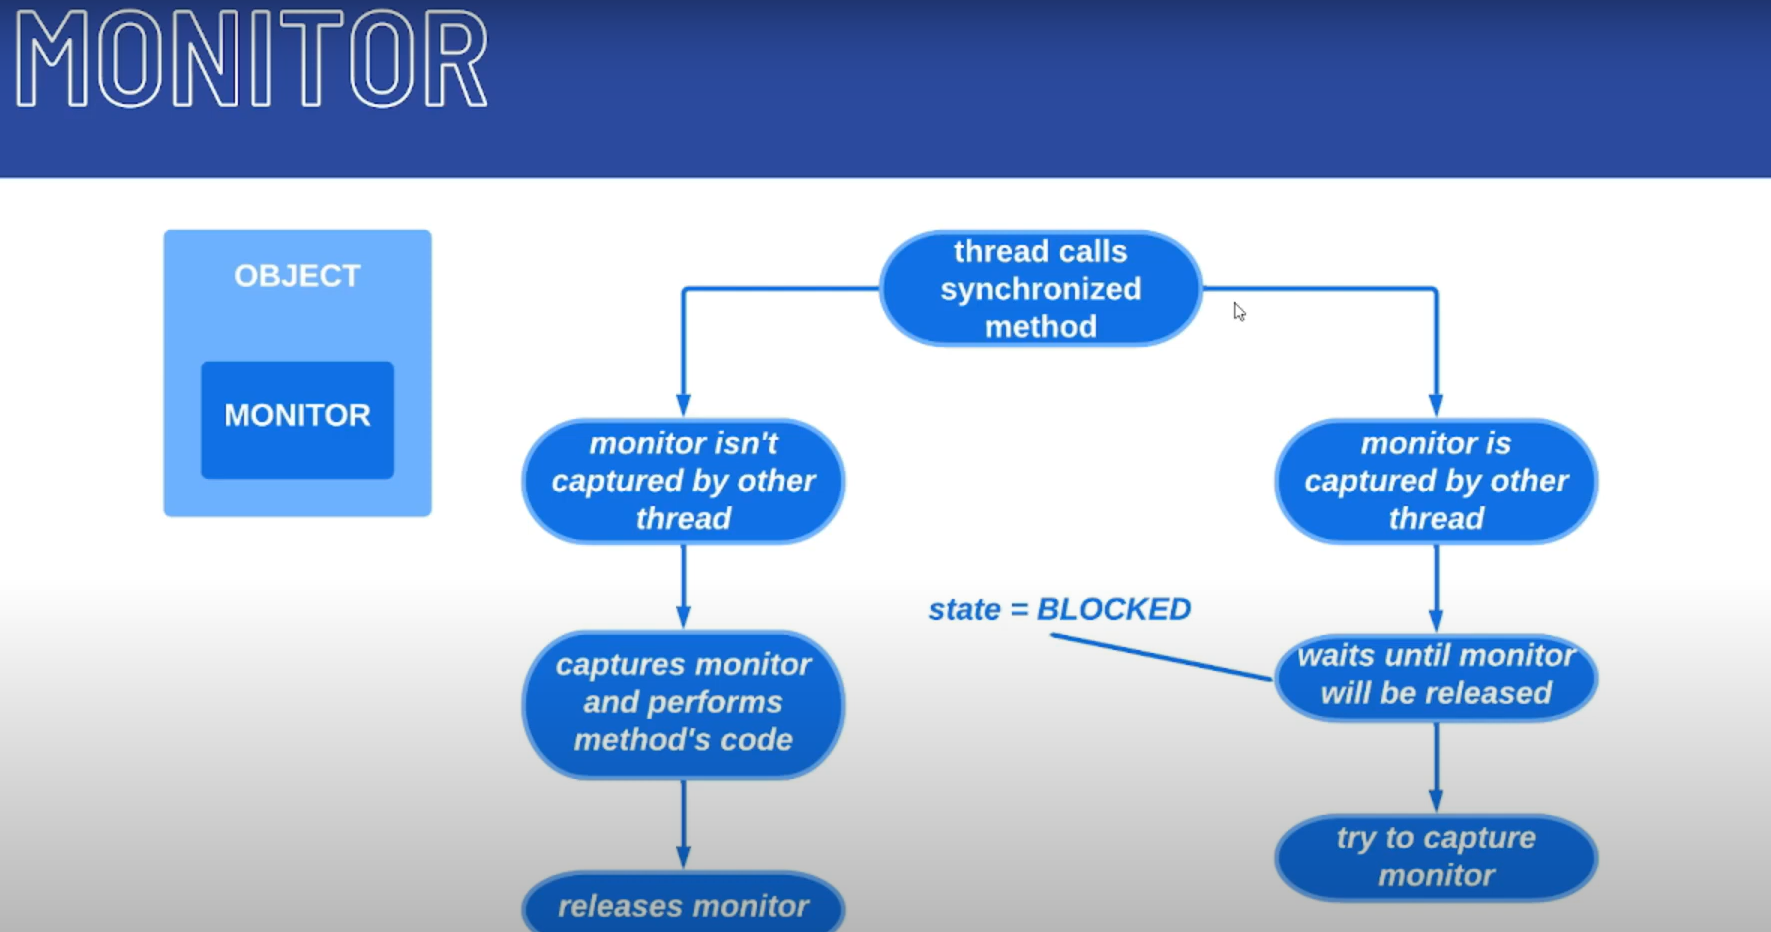 MONITOR
OBJECT
MONITOR
thread calls
synchronized
method
monitor isn't
captured by other
thread
monitor is
captured by other
thread
state = BLOCKED
captures monitor
and performs
method's code
waits until monitor
will be released
releases monitor
try to capture
monitor